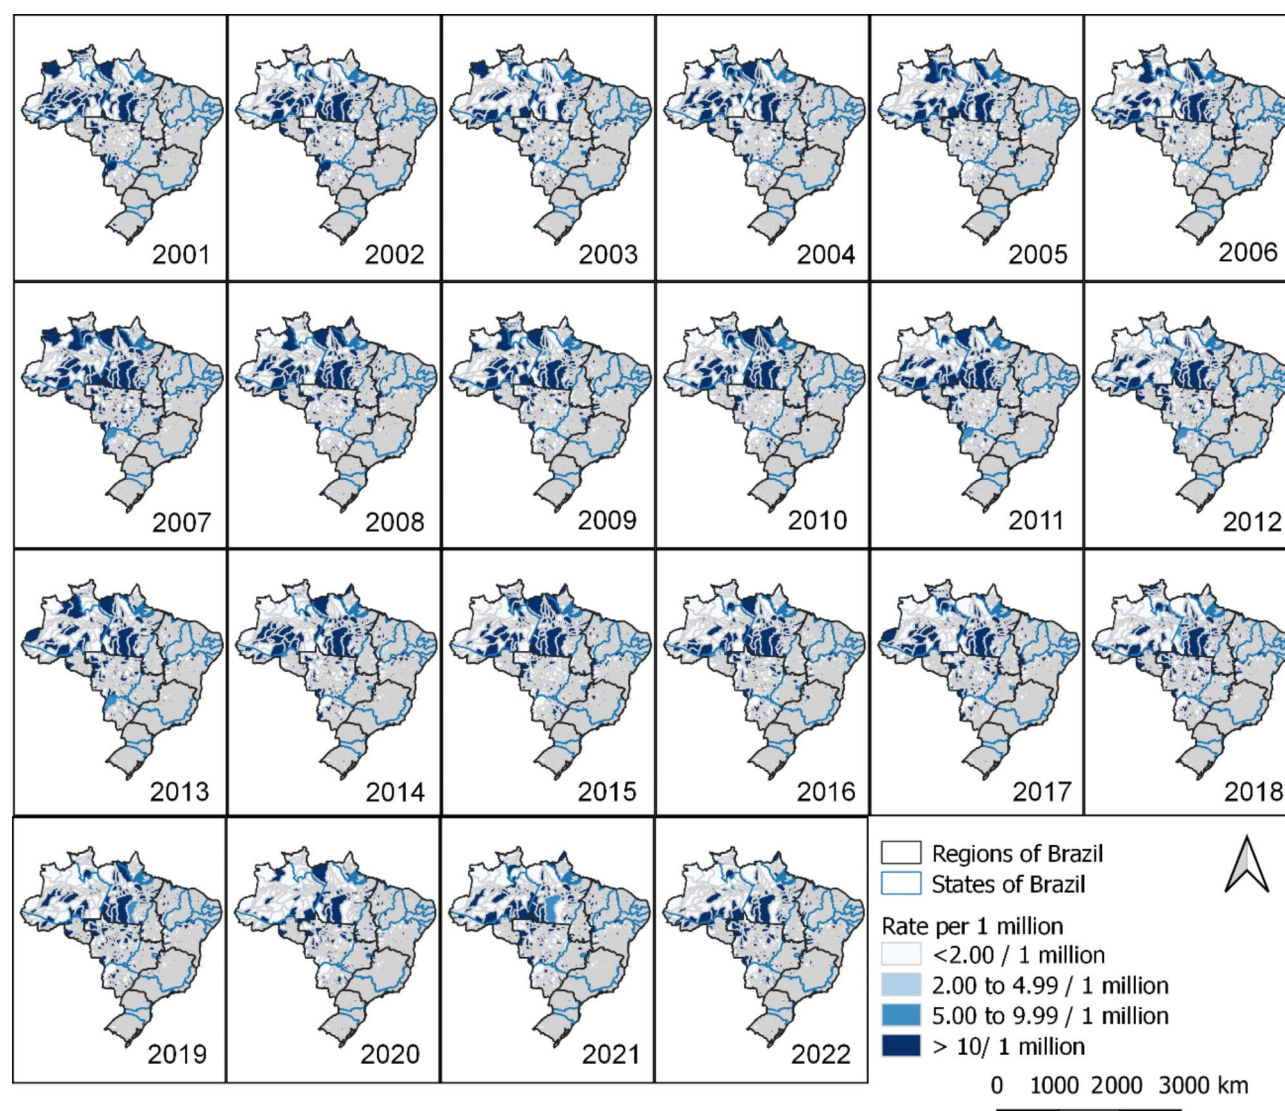 2001
2002
2003
2004
2005
2006
2007
2008
2009
2010
2011
2012
2013
2014
2015
2016
2017
2018
2019
2020
2021
2022
Regions of Brazil
States of Brazil
Rate per 1 million
<2.00 / 1 million
2.00 to 4.99 / 1 million
5.00 to 9.99 / 1 million
> 10/ 1 million
0 1000 2000 3000 km